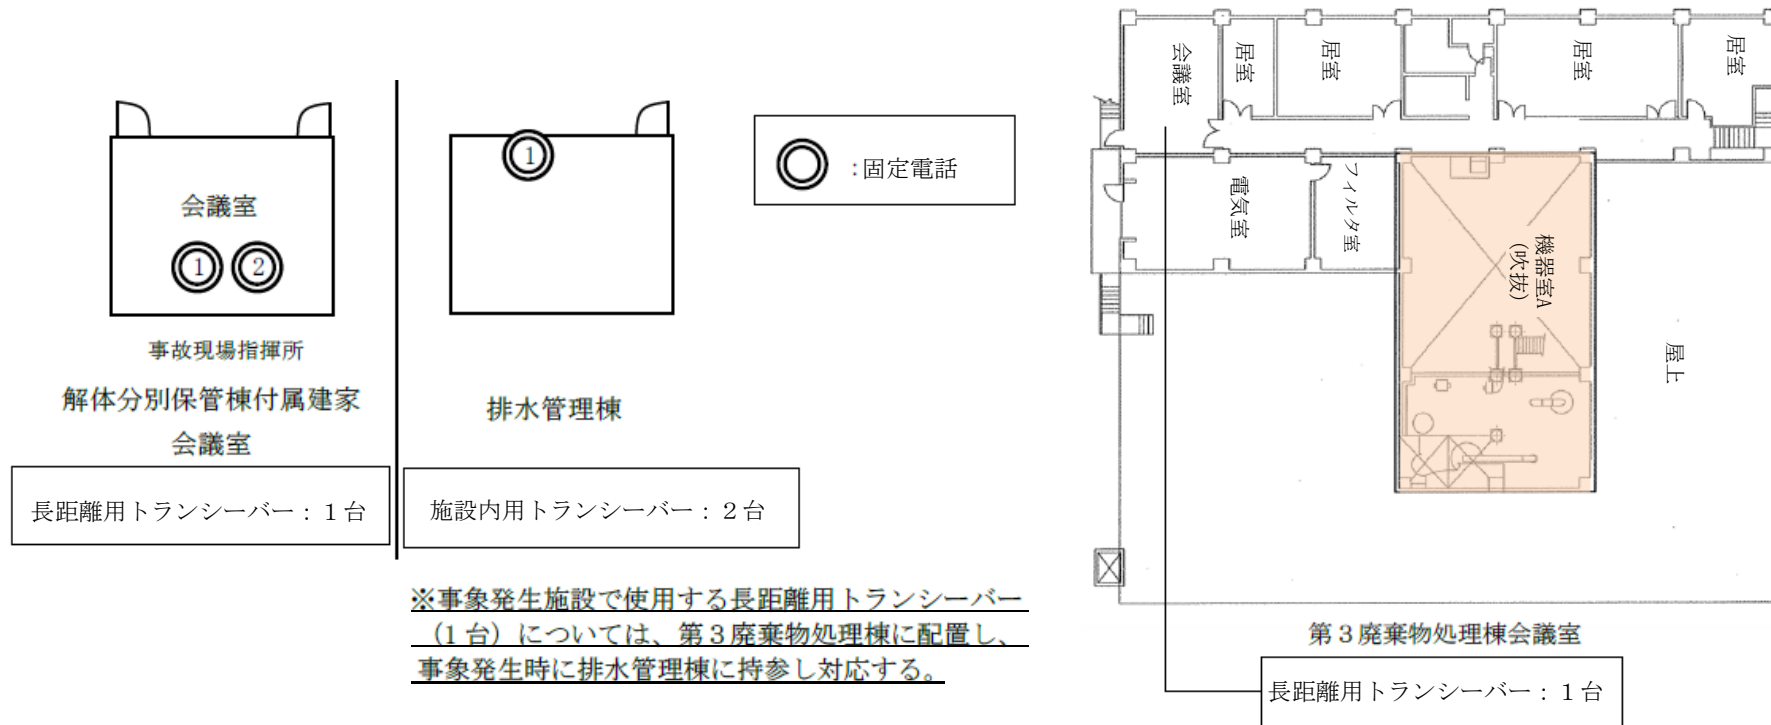 会議室
1
2
事故現場指揮所
解体分別保管棟付属建家
会議室
長距離用トランシーバー：１台
1
排水管理棟
施設内用トランシーバー：２台
：固定電話
※事象発生施設で使用する長距離用トランシーバー
（1台）については、第３廃棄物処理棟に配置し、
事象発生時に排水管理棟に持参し対応する。
会議室
居室
居室
居室
居室
電気室
フィルタ室
機器室A
(吹抜)
屋上
第３廃棄物処理棟会議室
長距離用トランシーバー：１台